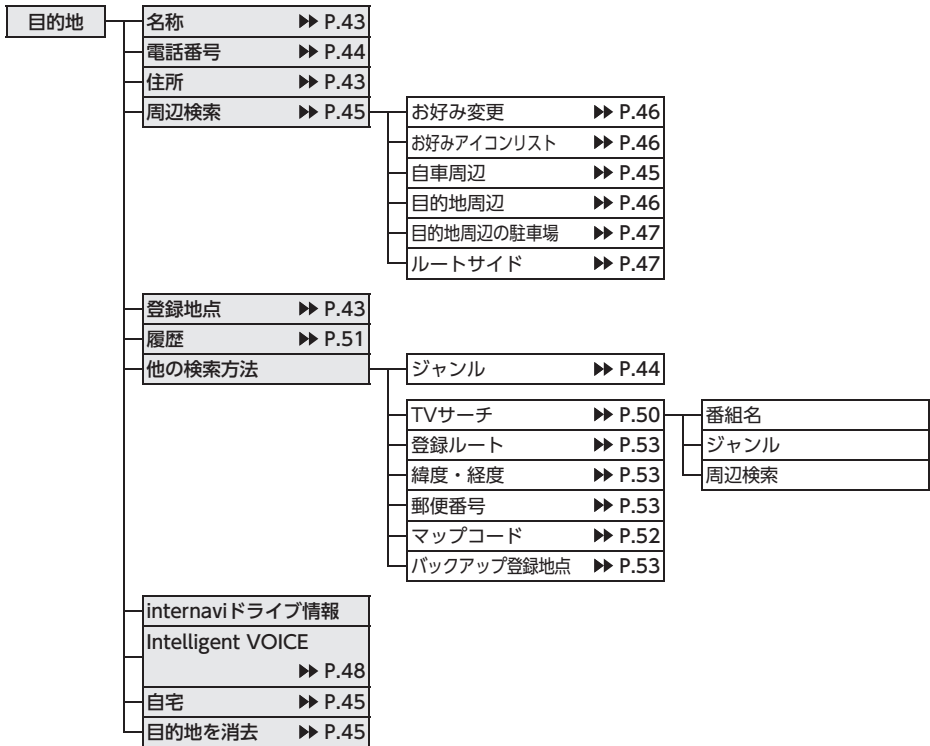 目的地
名称 ▶▶ P.43
電話番号 ▶▶ P.44
住所 ▶▶ P.43
周辺検索 ▶▶ P.45
お好み変更 ▶▶ P.46
お好みアイコンリスト ▶▶ P.46
自車周辺 ▶▶ P.45
目的地周辺 ▶▶ P.46
目的地周辺の駐車場 ▶▶ P.47
ルートサイド ▶▶ P.47
登録地点 ▶▶ P.43
履歴 ▶▶ P.51
他の検索方法
ジャンル ▶▶ P.44
TVサーチ ▶▶ P.50
番組名
ジャンル
周辺検索
登録ルート ▶▶ P.53
緯度・経度 ▶▶ P.53
郵便番号 ▶▶ P.53
マップコード ▶▶ P.52
バックアップ登録地点 ▶▶ P.53
internaviドライブ情報
Intelligent VOICE
▶▶ P.48
自宅 ▶▶ P.45
目的地を消去 ▶▶ P.45